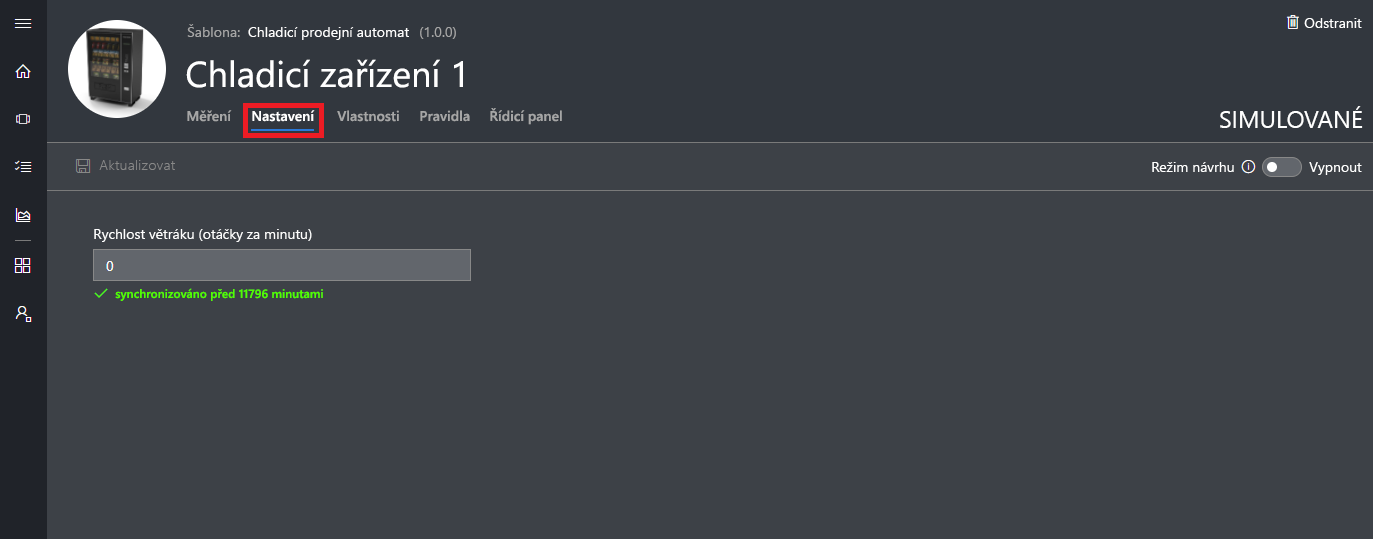 Šablona: Chladicí prodejní automat (1.0.0)
Odstranit
Chladicí zařízení 1
Měření Nastavení Vlastnosti Pravidla Řídicí panel
SIMULOVANÉ
Aktualizovat
Režim návrhu Vypnout
Rychlost větráku (otáčky za minutu)
0
synchronizováno před 11796 minutami